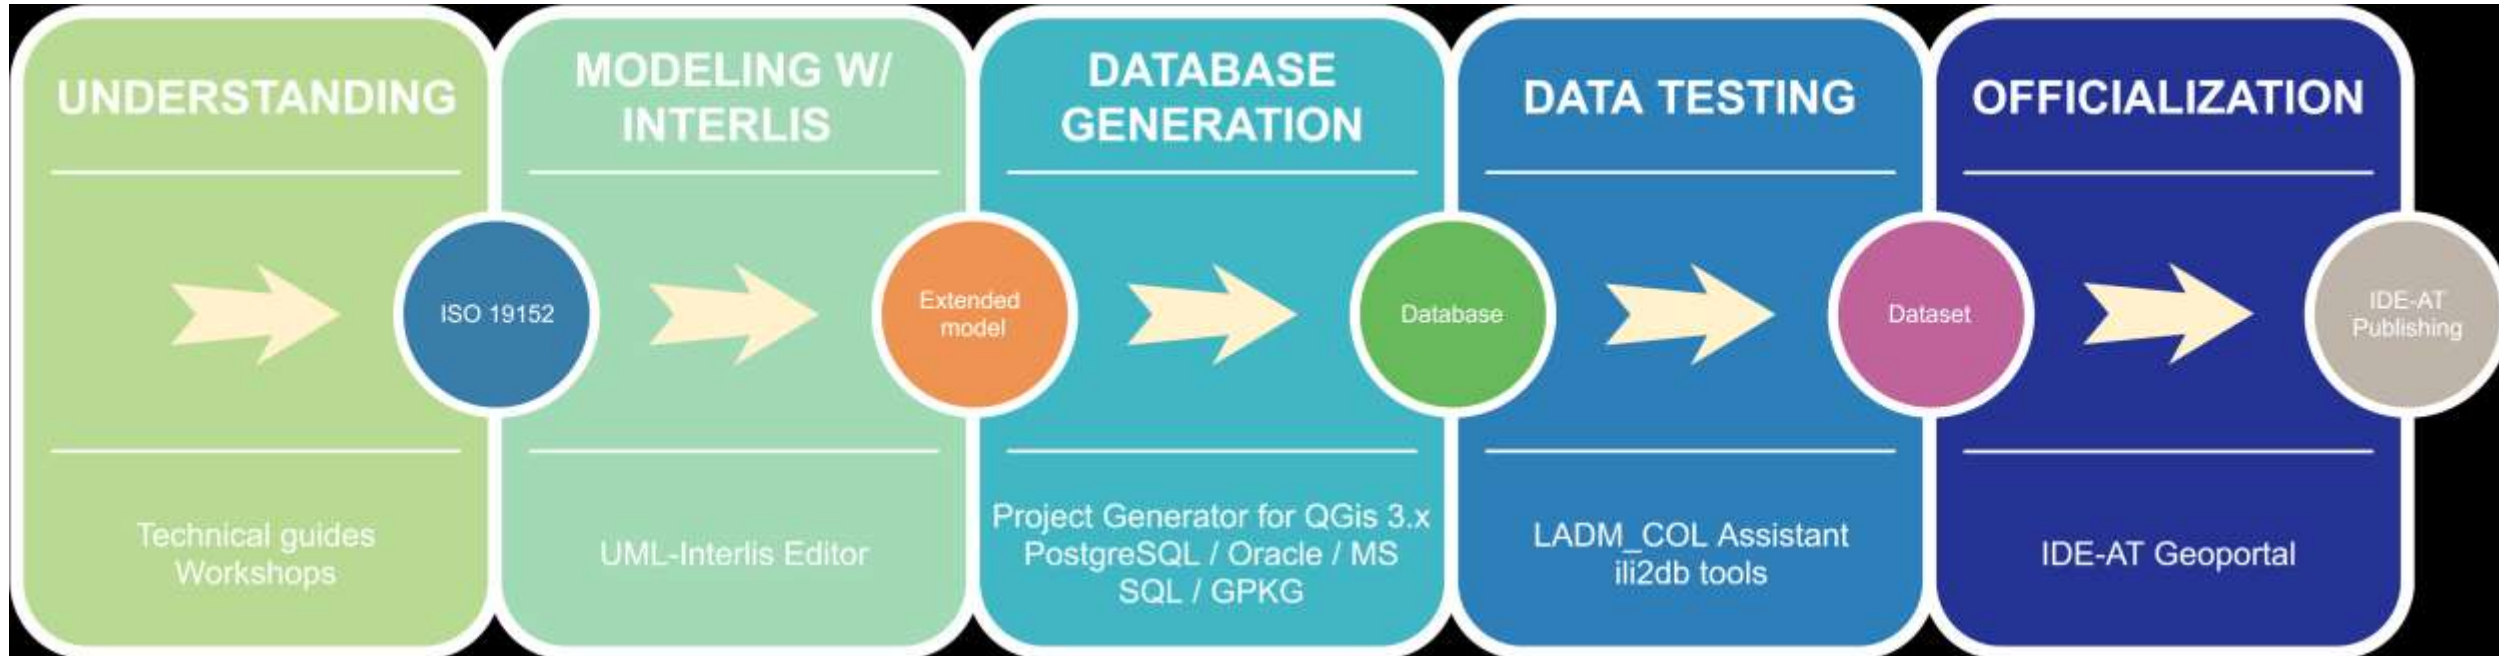 UNDERSTANDING
ISO 19152
Technical guides
Workshops
MODELING W/
INTERLIS
Extended
model
UML-Interlis Editor
DATABASE
GENERATION
Database
Project Generator for QGis 3.x
PostgreSQL / Oracle / MS
SQL / GPKG
DATA TESTING
Dataset
LADM_COL Assistant
ili2db tools
OFFICIALIZATION
IDE-AT
Publishing
IDE-AT Geoportal